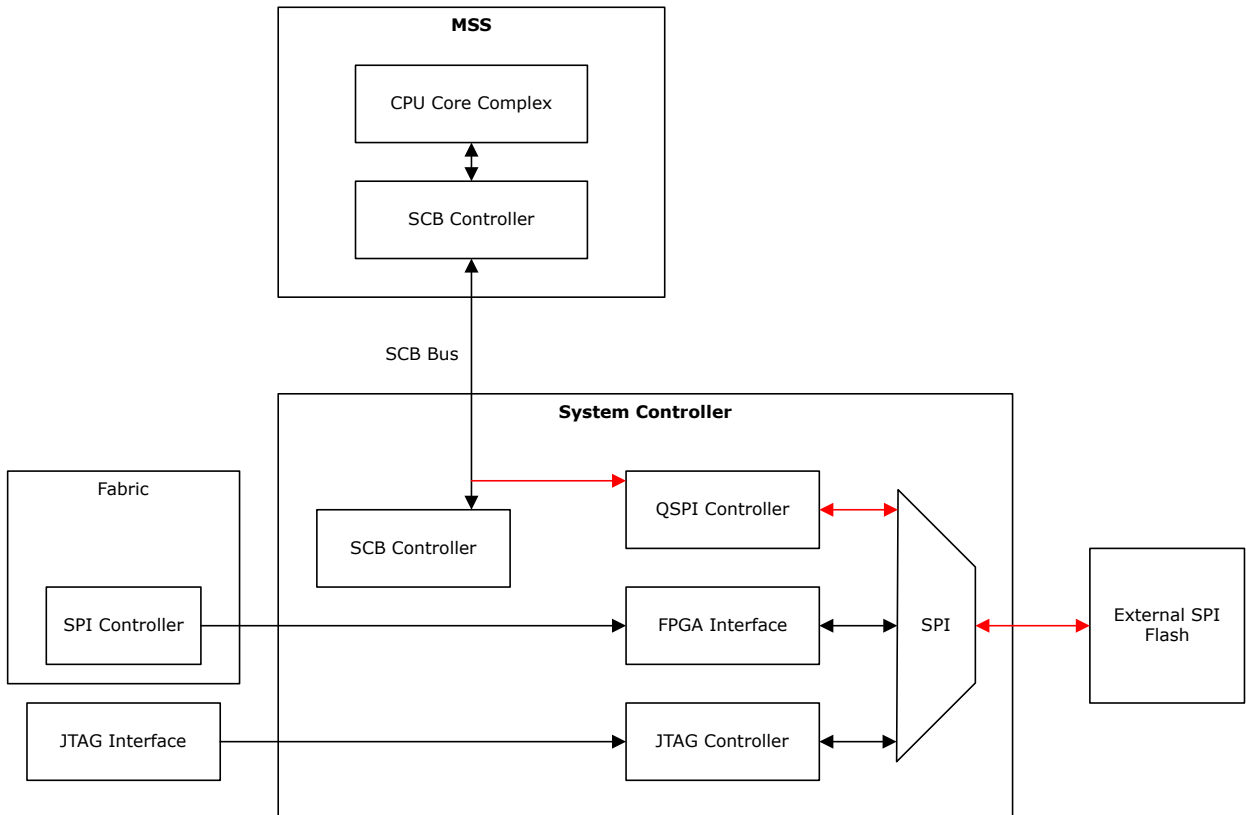 MSS
CPU Core Complex
SCB Controller
SCB Bus
System Controller
Fabric
QSPI Controller
SCB Controller
SPI Controller
FPGA Interface
SPI
External SPI
Flash
JTAG Interface
JTAG Controller